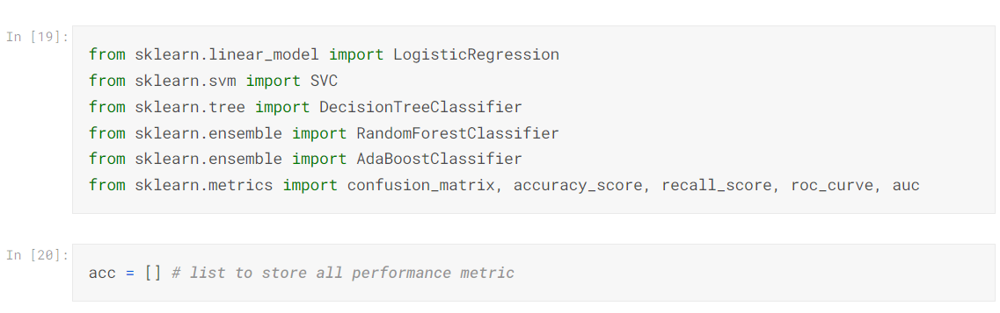 In [19]:
from sklearn.linear_model import LogisticRegression
from sklearn.svm import SVC
from sklearn.tree import DecisionTreeClassifier
from sklearn.ensemble import RandomForestClassifier
from sklearn.ensemble import AdaBoostClassifier
from sklearn.metrics import confusion_matrix, accuracy_score, recall_score, roc_curve, auc
In [20]:
acc = [] # list to store all performance metric